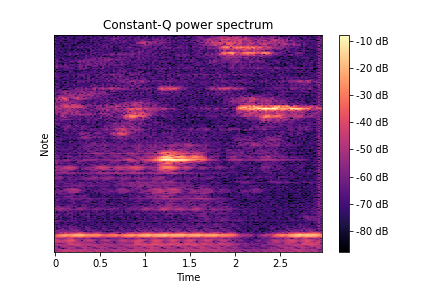 Constant-Q power spectrum
Note
-10 dB
-20 dB
-30 dB
-40 dB
-50 dB
-60 dB
-70 dB
-80 dB
0 0.5 1 1.5 2 2.5
Time